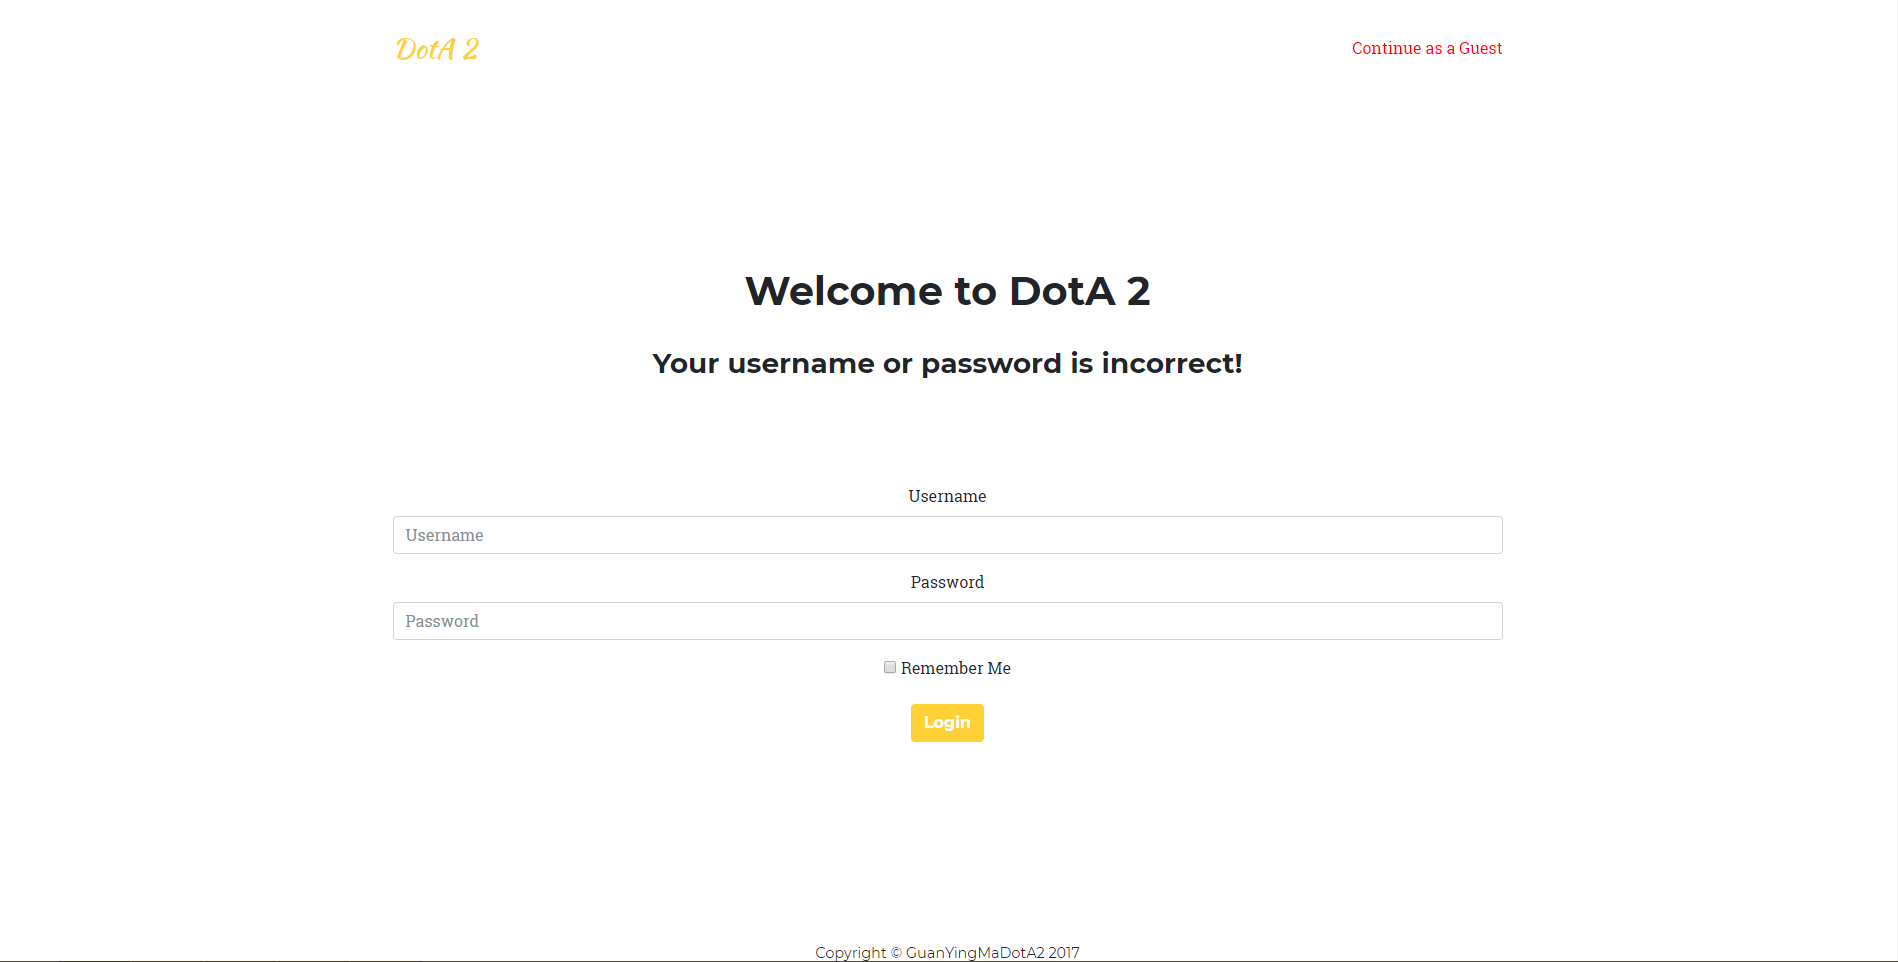 DotA 2
Continue as a Guest
Welcome to DotA 2
Your username or password is incorrect!
Username
Username
Password
Password
Remember Me
Login
Copyright © GuanYingMaDotA2 2017